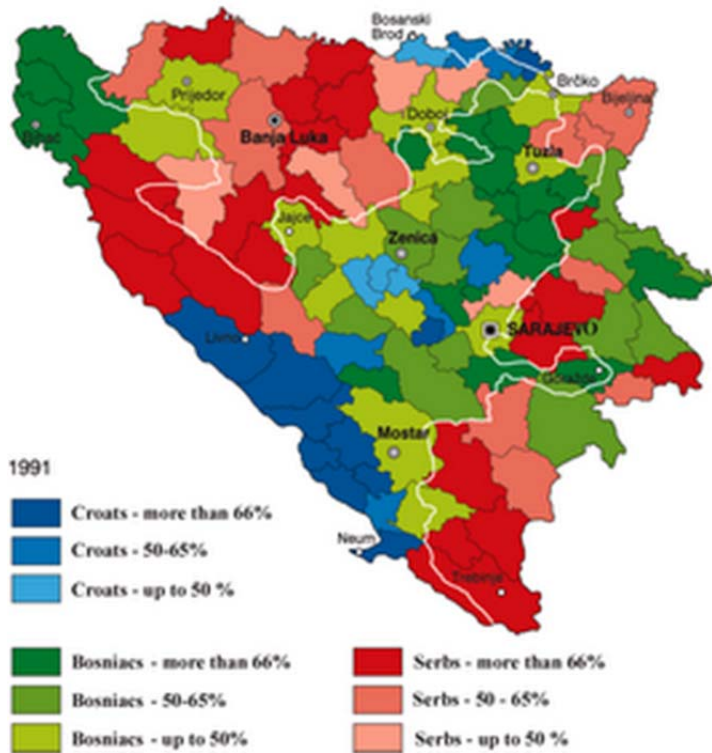 Bosanski
Brod
Brčko
Prijedor
Bijeljina
Doboj
Banja Luka
Bihać
Tuzla
Jajce
Zenica
SARAJEVO
Livno
Goražde
Mostar
1991
Croats - more than 66%
Croats - 50-65%
Neum
Croats - up to 50 %
Trebinje
Bosniacs - more than 66%
Serbs - more than 66%
Bosniacs - 50-65%
Serbs - 50 - 65%
Bosniacs - up to 50%
Serbs - up to 50 %